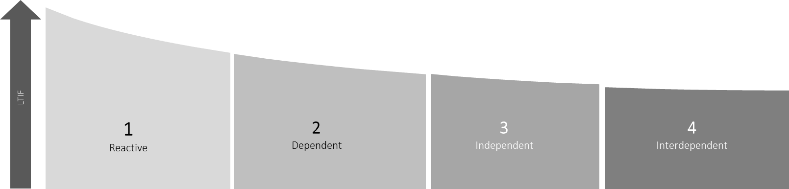 LTIF
1
Reactive
2
Dependent
3
Independent
4
Interdependent